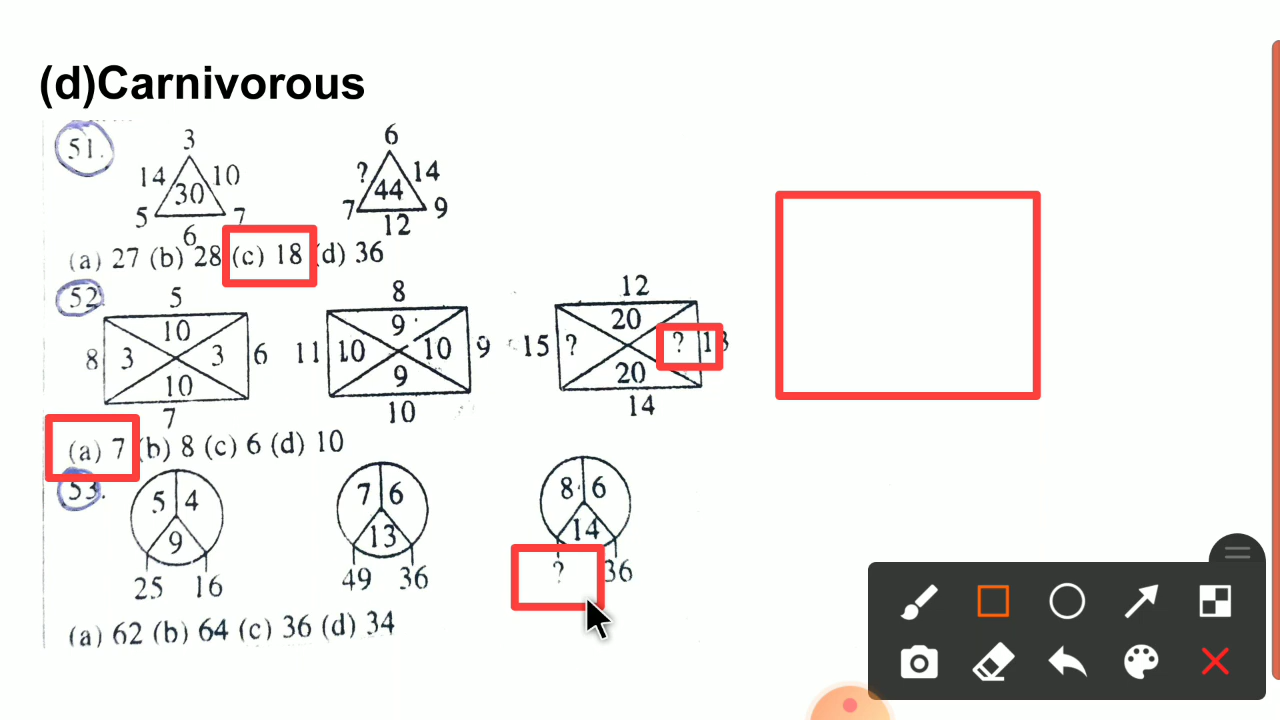 (d)Carnivorous
51.
3 6
14 10 ? 14
30 44
5 7 7 9
6 12
(a) 27 (b) 28 (c) 18 (d) 36
52.
5 8 12
10 9 20
8 3 3 6 11 10 10 9 15 ? ? 13
10 9 20
7 10 14
(a) 7 (b) 8 (c) 6 (d) 10
53.
5 4 7 6 8 6
9 13 14
25 16 49 36 ? 36
(a) 62 (b) 64 (c) 36 (d) 34